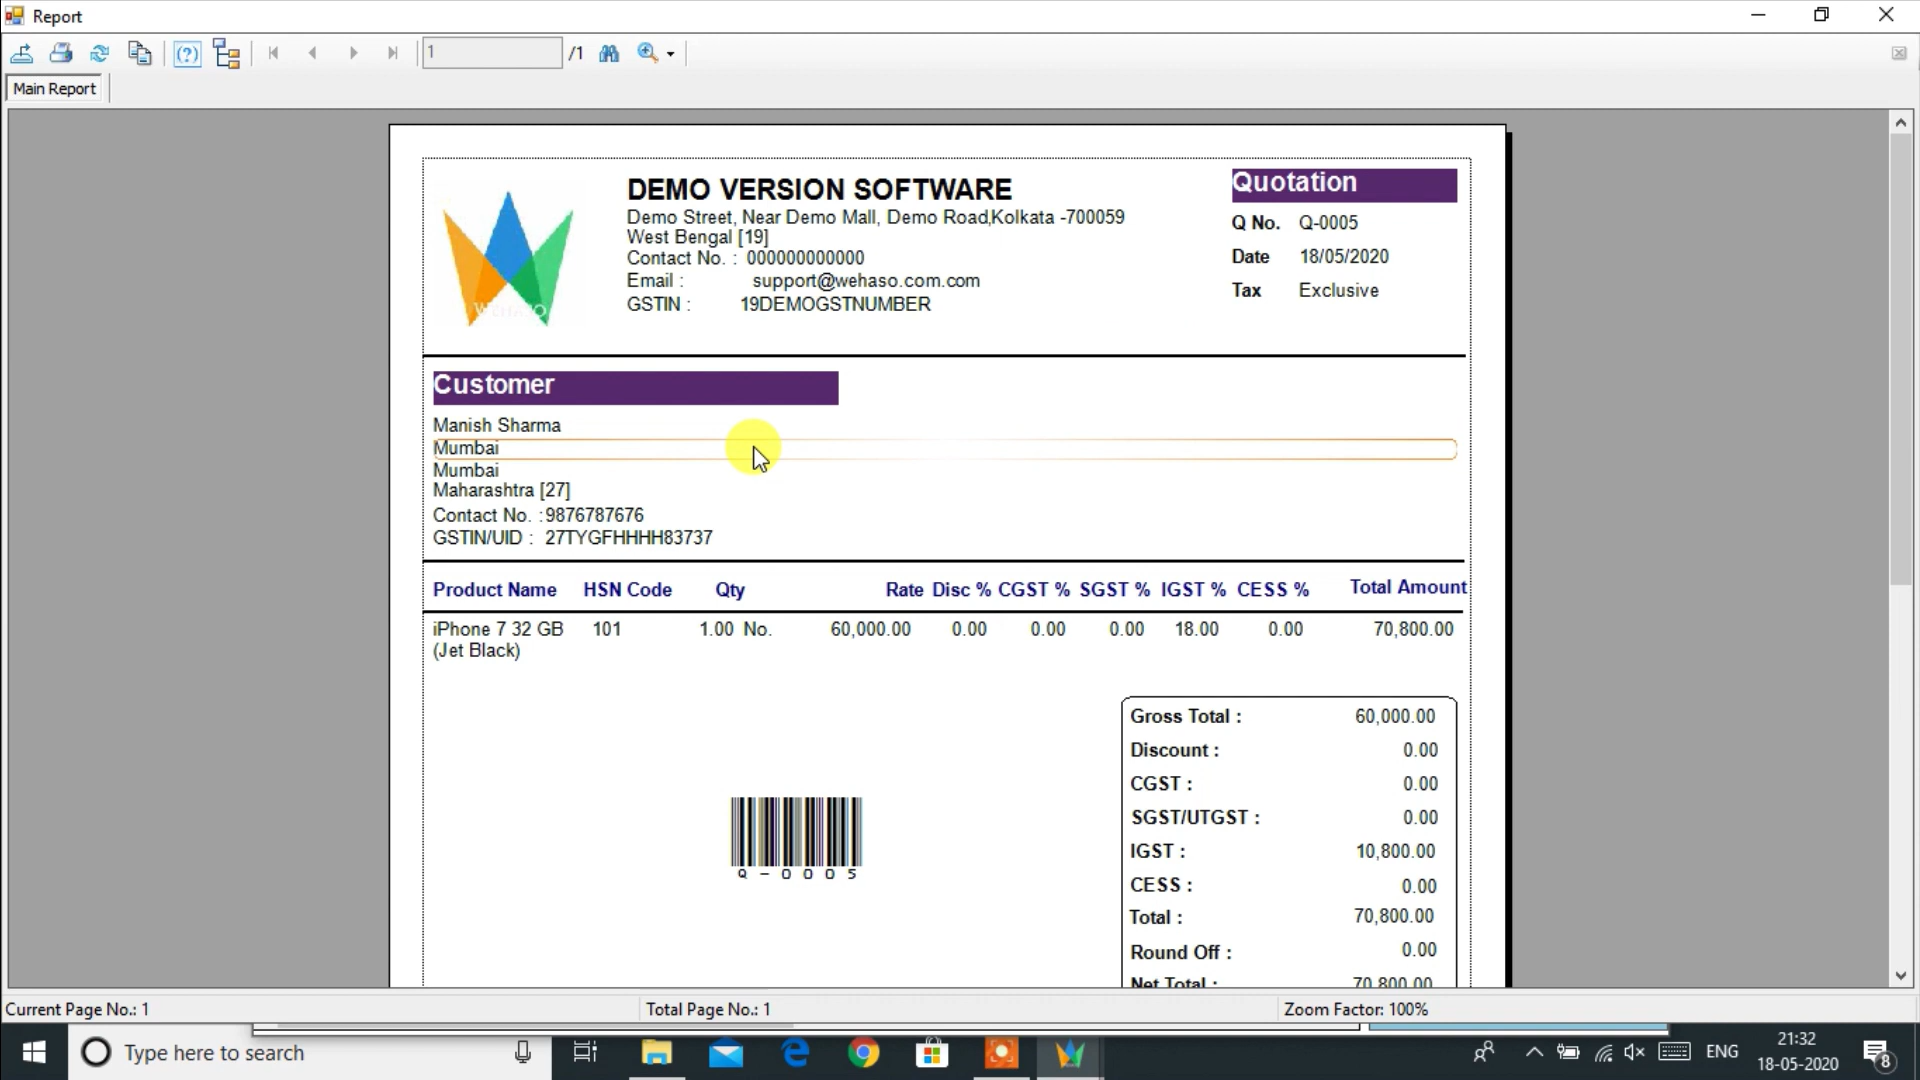 Report
1 /1
Main Report
DEMO VERSION SOFTWARE
Demo Street, Near Demo Mall, Demo Road,Kolkata -700059
West Bengal [19]
Contact No. : 000000000000
Email : support@wehaso.com.com
GSTIN : 19DEMOGSTNUMBER
WEHASO
Quotation
Q No. Q-0005
Date 18/05/2020
Tax Exclusive
Customer
Manish Sharma
Mumbai
Mumbai
Maharashtra [27]
Contact No. :9876787676
GSTIN/UID : 27TYGFHHHH83737
Product Name HSN Code Qty Rate Disc % CGST % SGST % IGST % CESS % Total Amount
iPhone 7 32 GB 101 1.00 No. 60,000.00 0.00 0.00 0.00 18.00 0.00 70,800.00
(Jet Black)
Q-0005
Gross Total : 60,000.00
Discount : 0.00
CGST : 0.00
SGST/UTGST : 0.00
IGST : 10,800.00
CESS : 0.00
Total : 70,800.00
Round Off : 0.00
Net Total : 70,800.00
Current Page No.: 1 Total Page No.: 1 Zoom Factor: 100%
Type here to search
ENG
21:32
18-05-2020
8